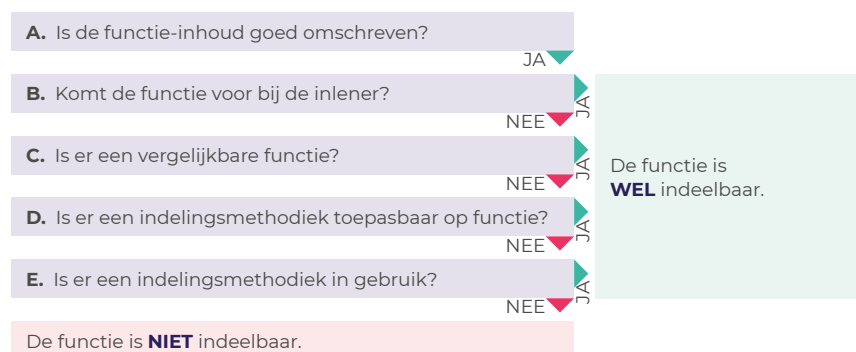 A. Is de functie-inhoud goed omschreven?
JA
B. Komt de functie voor bij de inlener?
JA
NEE
C. Is er een vergelijkbare functie?
JA
NEE
De functie is
WEL indeelbaar.
D. Is er een indelingsmethodiek toepasbaar op functie?
JA
NEE
E. Is er een indelingsmethodiek in gebruik?
JA
NEE
De functie is NIET indeelbaar.